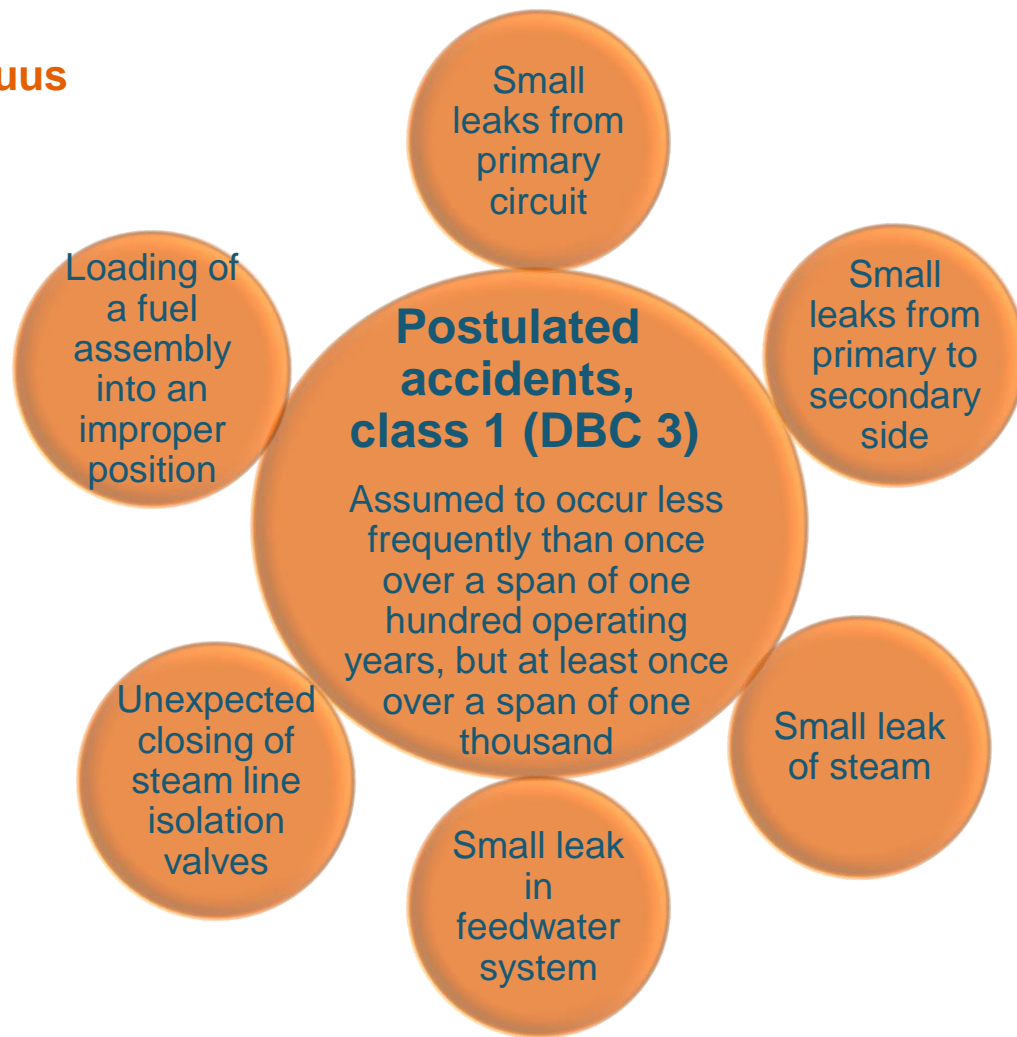 uus
Small
leaks from
primary
circuit
Loading of
a fuel
assembly
into an
improper
position
Small
leaks from
primary to
secondary
side
Postulated
accidents,
class 1 (DBC 3)
Assumed to occur less
frequently than once
over a span of one
hundred operating
years, but at least once
over a span of one
thousand
Unexpected
closing of
steam line
isolation
valves
Small leak
of steam
Small leak
in
feedwater
system